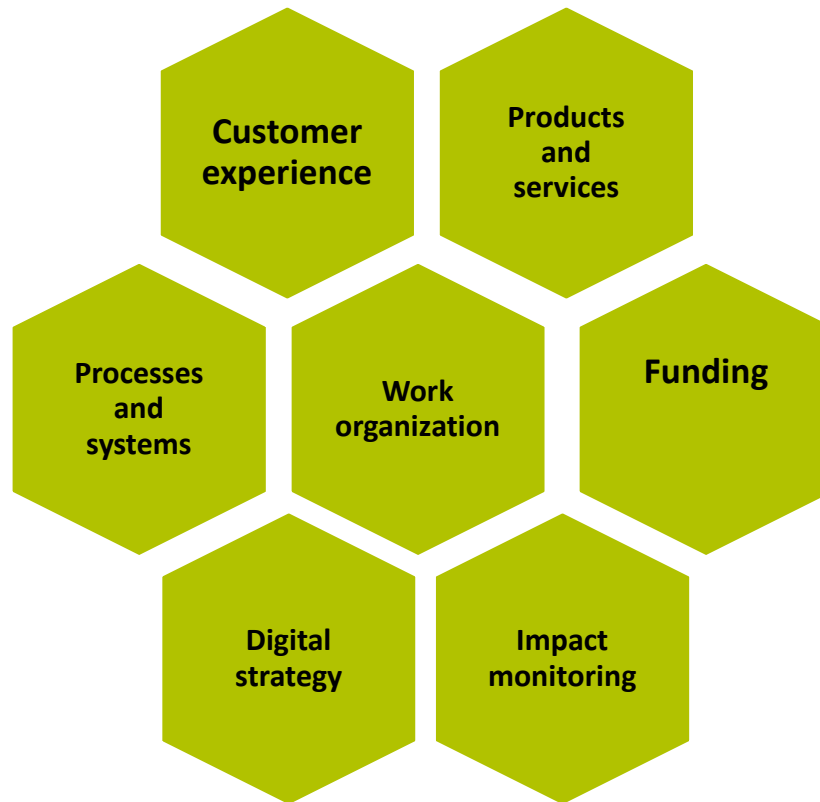 Customer
experience
Products
and
services
Processes
and
systems
Work
organization
Funding
Digital
strategy
Impact
monitoring